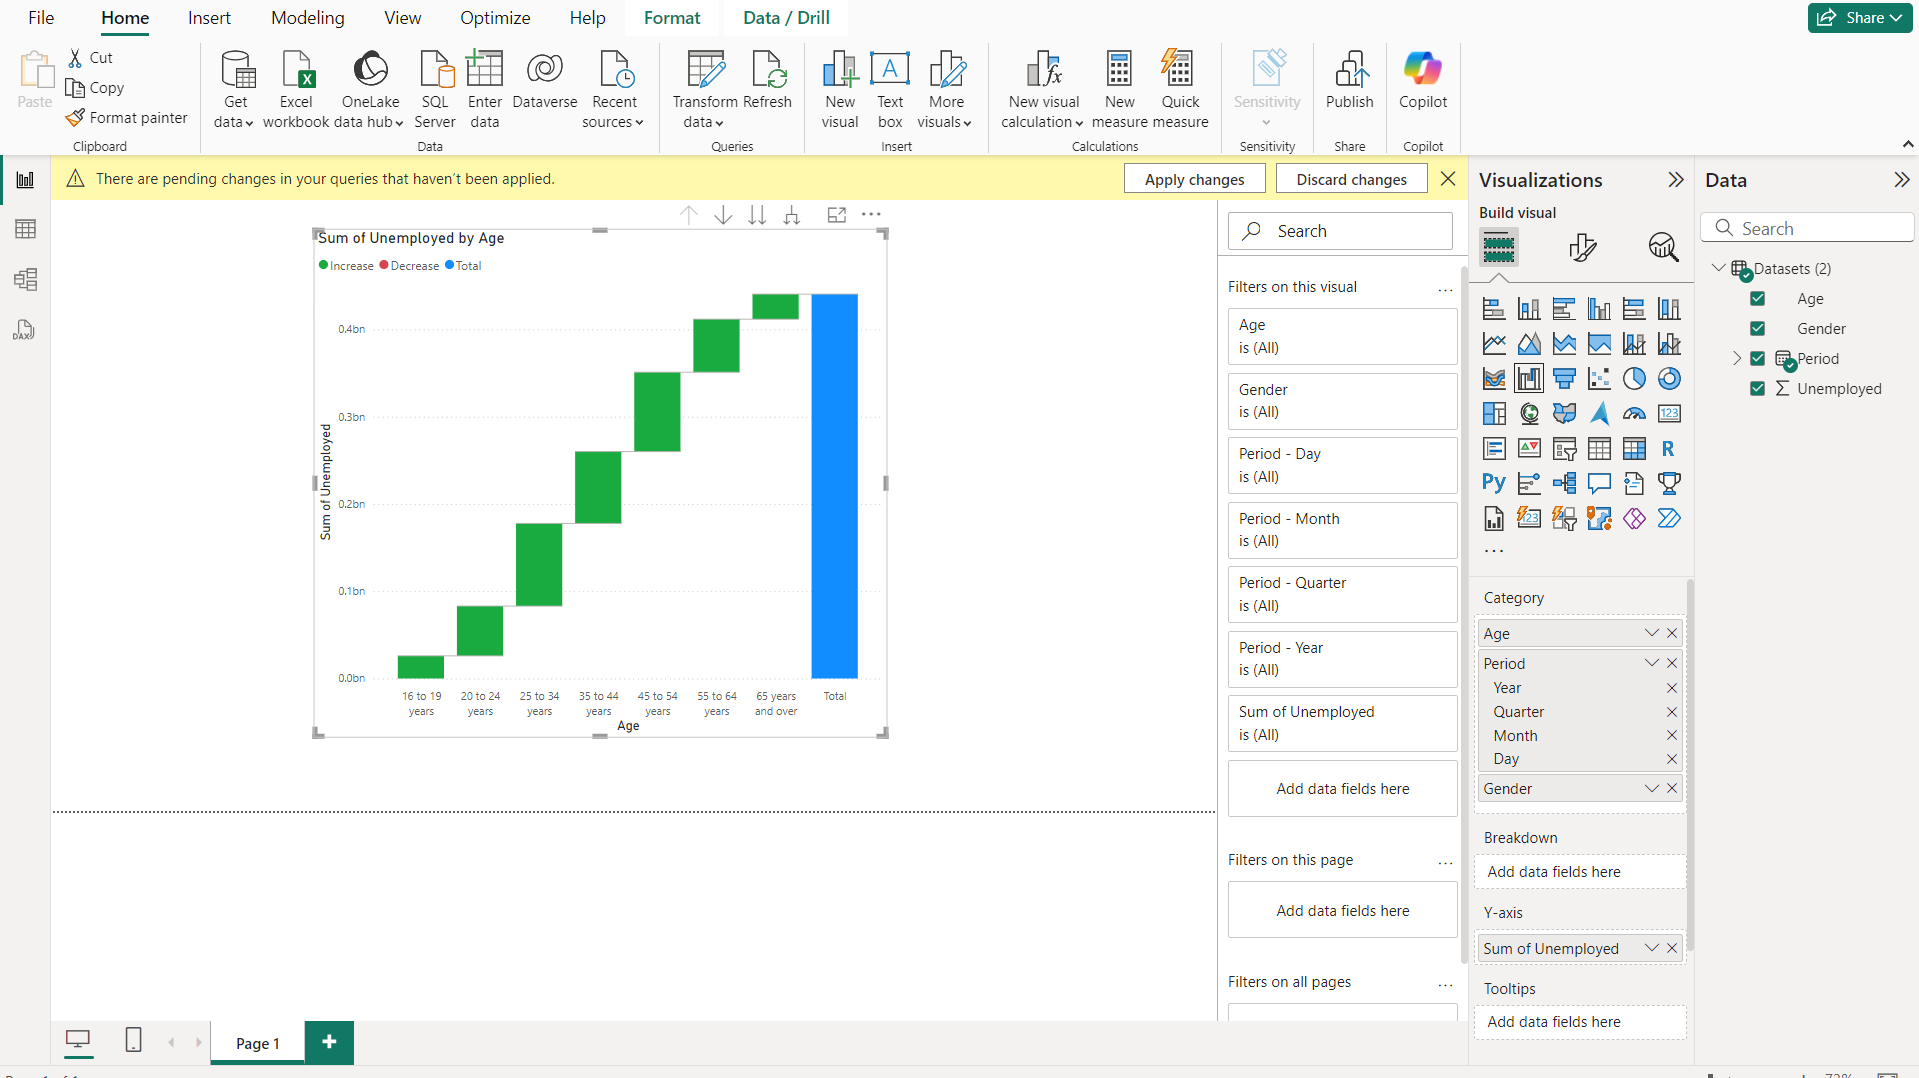 File Home Insert Modeling View Optimize Help Format Data / Drill Share
Paste Cut Copy Format painter
Clipboard
Get data Excel workbook OneLake data hub SQL Server Enter data Dataverse Recent sources
Data
Transform data Refresh
Queries
New visual Text box More visuals
Insert
New visual calculation New measure Quick measure
Calculations
Sensitivity
Sensitivity
Publish
Share
Copilot
Copilot
There are pending changes in your queries that haven't been applied. Apply changes Discard changes
Sum of Unemployed by Age
Increase Decrease Total
Sum of Unemployed
0.4bn
0.3bn
0.2bn
0.1bn
0.0bn
16 to 19 years 20 to 24 years 25 to 34 years 35 to 44 years 45 to 54 years 55 to 64 years 65 years and over Total
Age
Search
Filters on this visual ...
Age
is (All)
Gender
is (All)
Period - Day
is (All)
Period - Month
is (All)
Period - Quarter
is (All)
Period - Year
is (All)
Sum of Unemployed
is (All)
Add data fields here
Filters on this page ...
Add data fields here
Filters on all pages ...
Visualizations
Build visual
123
R
Py
123
...
Category
Age
Period
Year
Quarter
Month
Day
Gender
Breakdown
Add data fields here
Y-axis
Sum of Unemployed
Tooltips
Add data fields here
Data
Search
Datasets (2)
Age
Gender
Period
Unemployed
DAX
Page 1